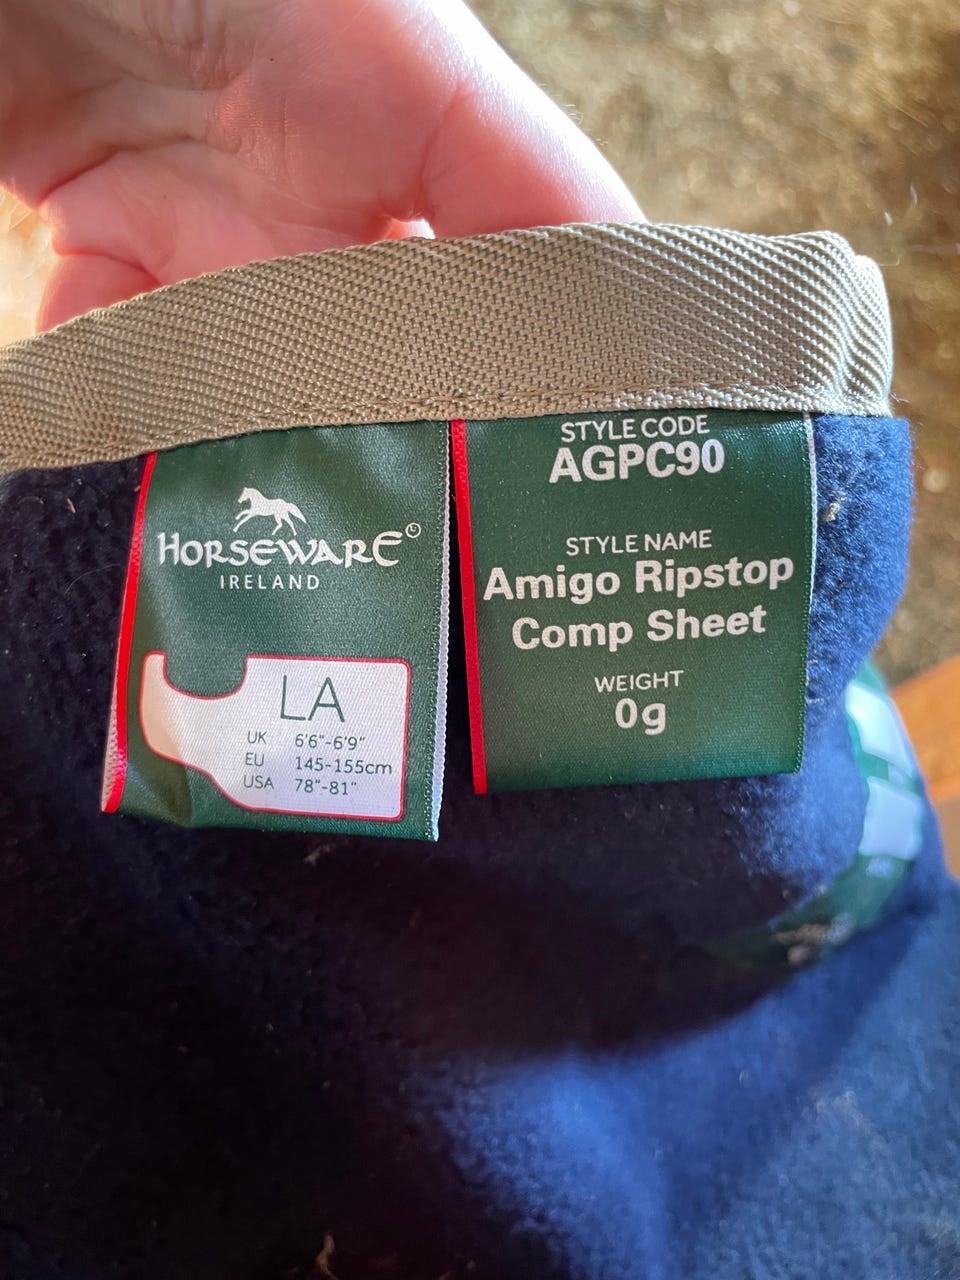 HORSEWARE
IRELAND
LA
UK 6'6"-6'9"
EU 145-155cm
USA 78"-81"
STYLE CODE
AGPC90
STYLE NAME
Amigo Ripstop
Comp Sheet
WEIGHT
0g